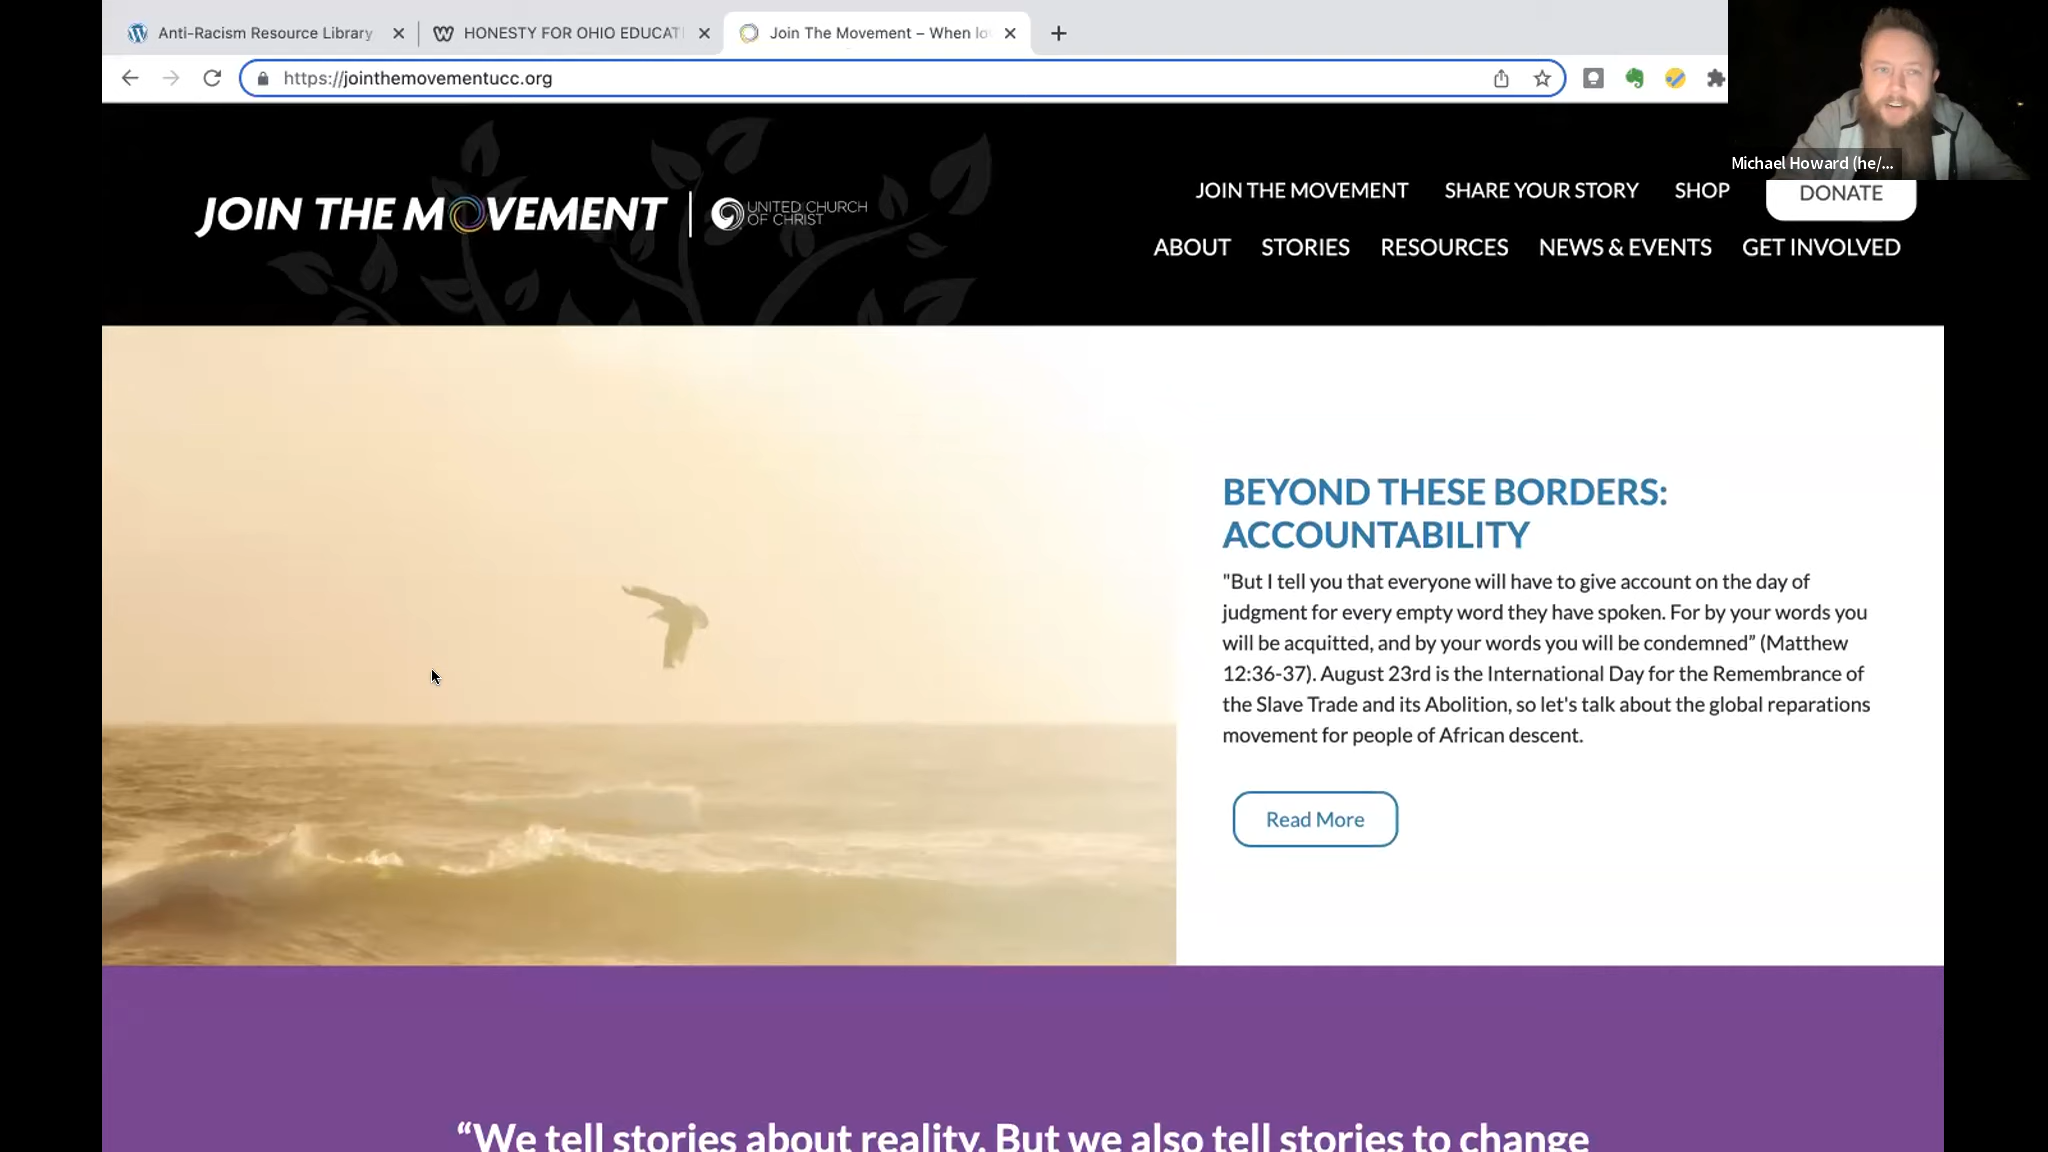 Anti-Racism Resource Library
HONESTY FOR OHIO EDUCAT
Join The Movement – When lo
https://jointhemovementucc.org
Michael Howard (he/...
JOIN THE MOVEMENT
UNITED CHURCH
OF CHRIST
JOIN THE MOVEMENT SHARE YOUR STORY SHOP DONATE
ABOUT STORIES RESOURCES NEWS & EVENTS GET INVOLVED
BEYOND THESE BORDERS:
ACCOUNTABILITY
"But I tell you that everyone will have to give account on the day of
judgment for every empty word they have spoken. For by your words you
will be acquitted, and by your words you will be condemned” (Matthew
12:36-37). August 23rd is the International Day for the Remembrance of
the Slave Trade and its Abolition, so let's talk about the global reparations
movement for people of African descent.
Read More
“We tell stories about reality. But we also tell stories to change